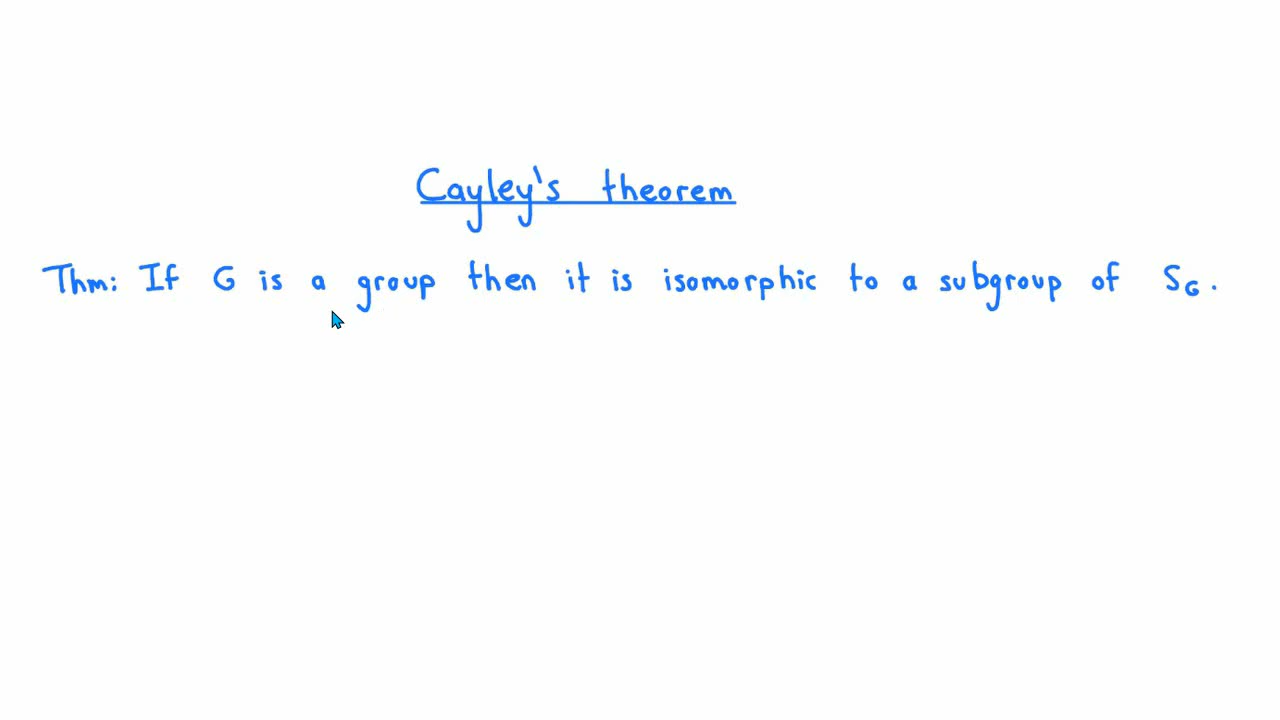 Cayley's theorem
Thm: If G is a group then it is isomorphic to a subgroup of S_G.